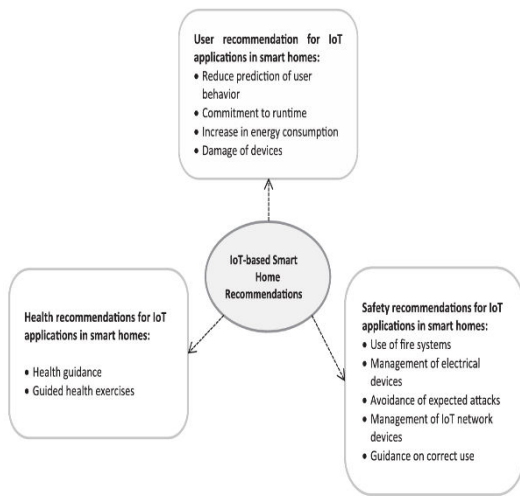 User recommendation for IoT
applications in smart homes:
• Reduce prediction of user
behavior
• Commitment to runtime
• Increase in energy consumption
• Damage of devices
IoT-based Smart
Home
Recommendations
Health recommendations for IoT
applications in smart homes:
• Health guidance
• Guided health exercises
Safety recommendations for IoT
applications in smart homes:
• Use of fire systems
• Management of electrical
devices
• Avoidance of expected attacks
• Management of IoT network
devices
• Guidance on correct use